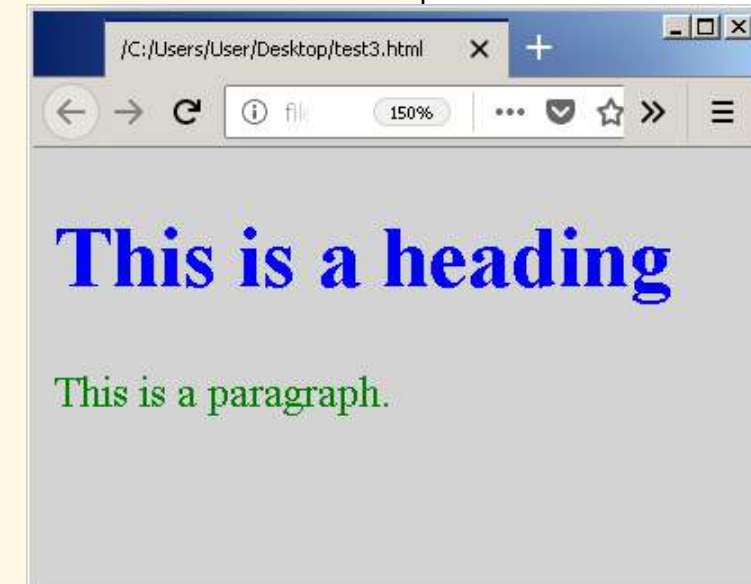 /C:/Users/User/Desktop/test3.html
150%
This is a heading
This is a paragraph.